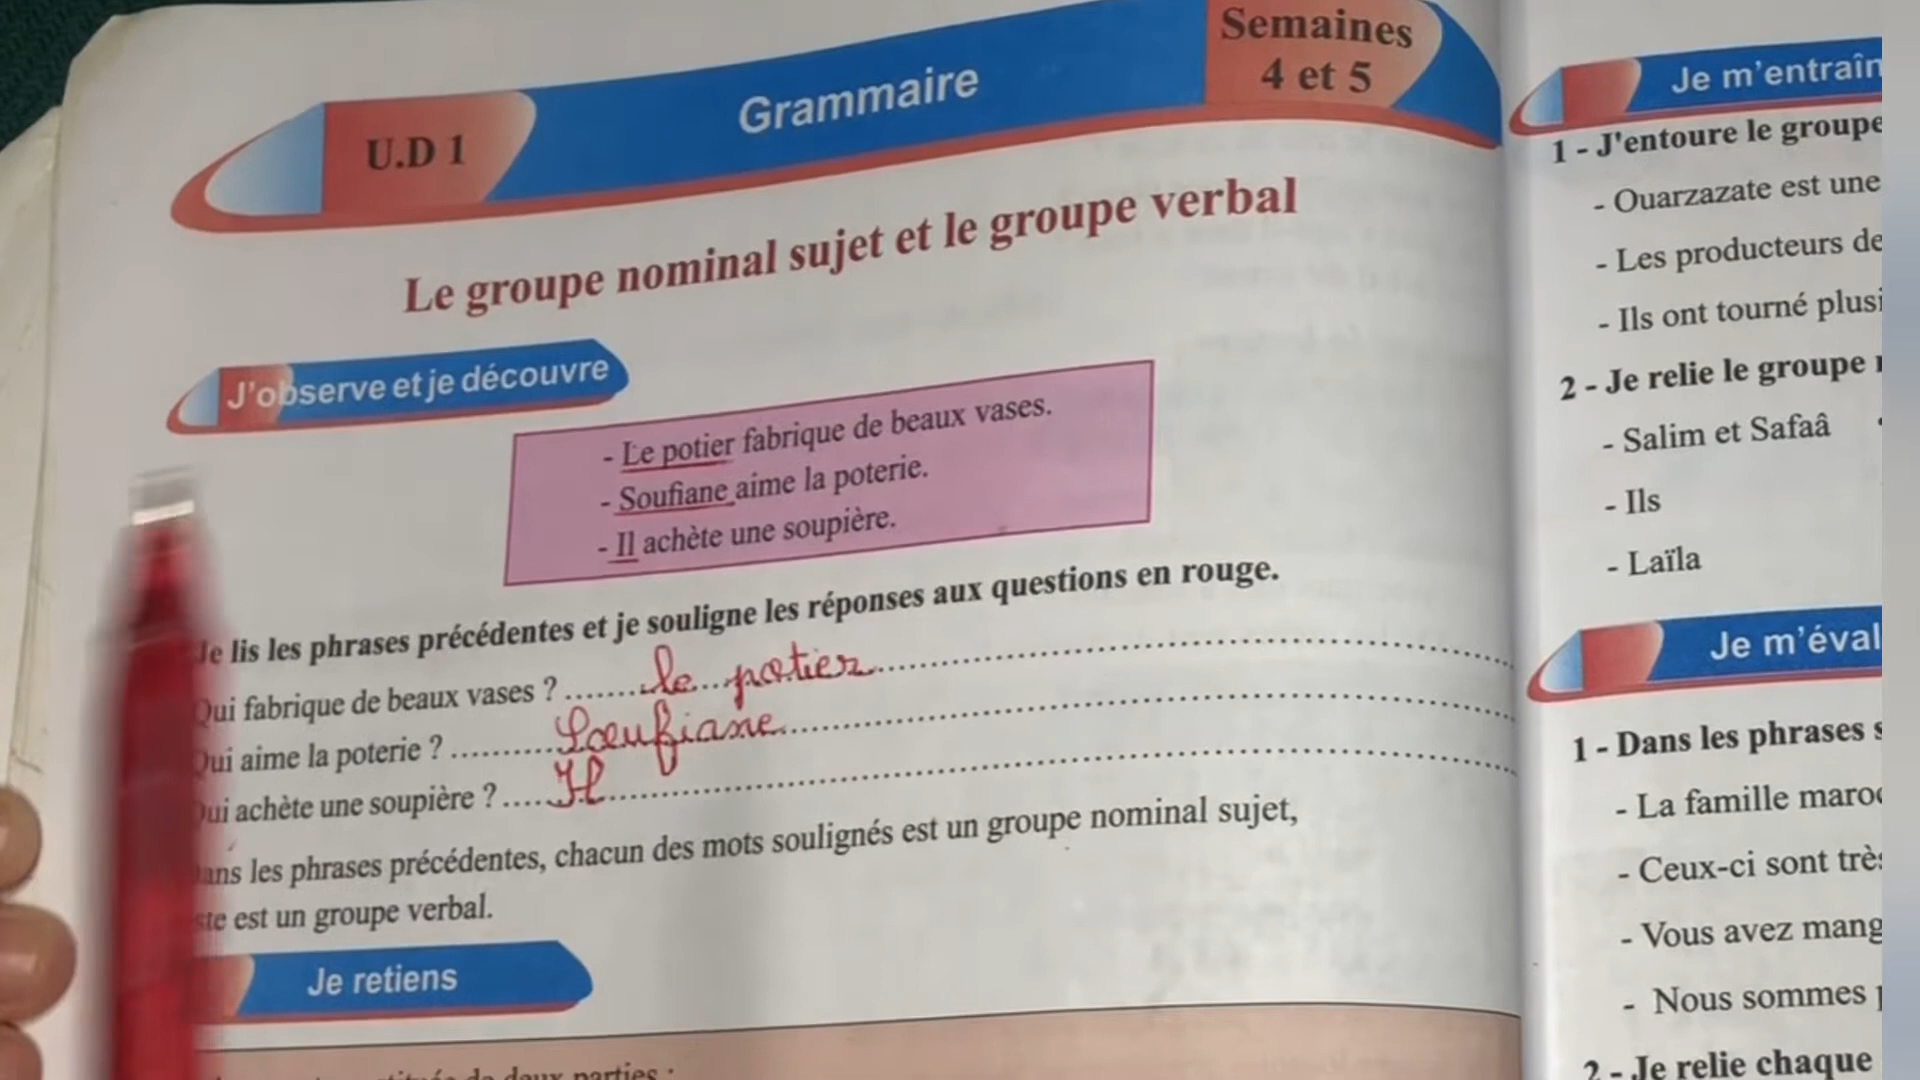 U.D 1
Grammaire
Semaines
4 et 5
Le groupe nominal sujet et le groupe verbal
J'observe et je découvre
- Le potier fabrique de beaux vases.
- Soufiane aime la poterie.
- Il achète une soupière.
Je lis les phrases précédentes et je souligne les réponses aux questions en rouge.
Qui fabrique de beaux vases ? ....... le potier
Qui aime la poterie ? .......... Soufiane
Qui achète une soupière ? ..... Il
Dans les phrases précédentes, chacun des mots soulignés est un groupe nominal sujet,
est un groupe verbal.
Je retiens
de deux parties :
Je m'entraîn
1 - J'entoure le groupe
- Ouarzazate est une
- Les producteurs de
- Ils ont tourné plusi
2 - Je relie le groupe
- Salim et Safaâ
- Ils
- Laïla
Je m'éval
1 - Dans les phrases s
- La famille maroc
- Ceux-ci sont très
- Vous avez mang
- Nous sommes
2 - Je relie chaque